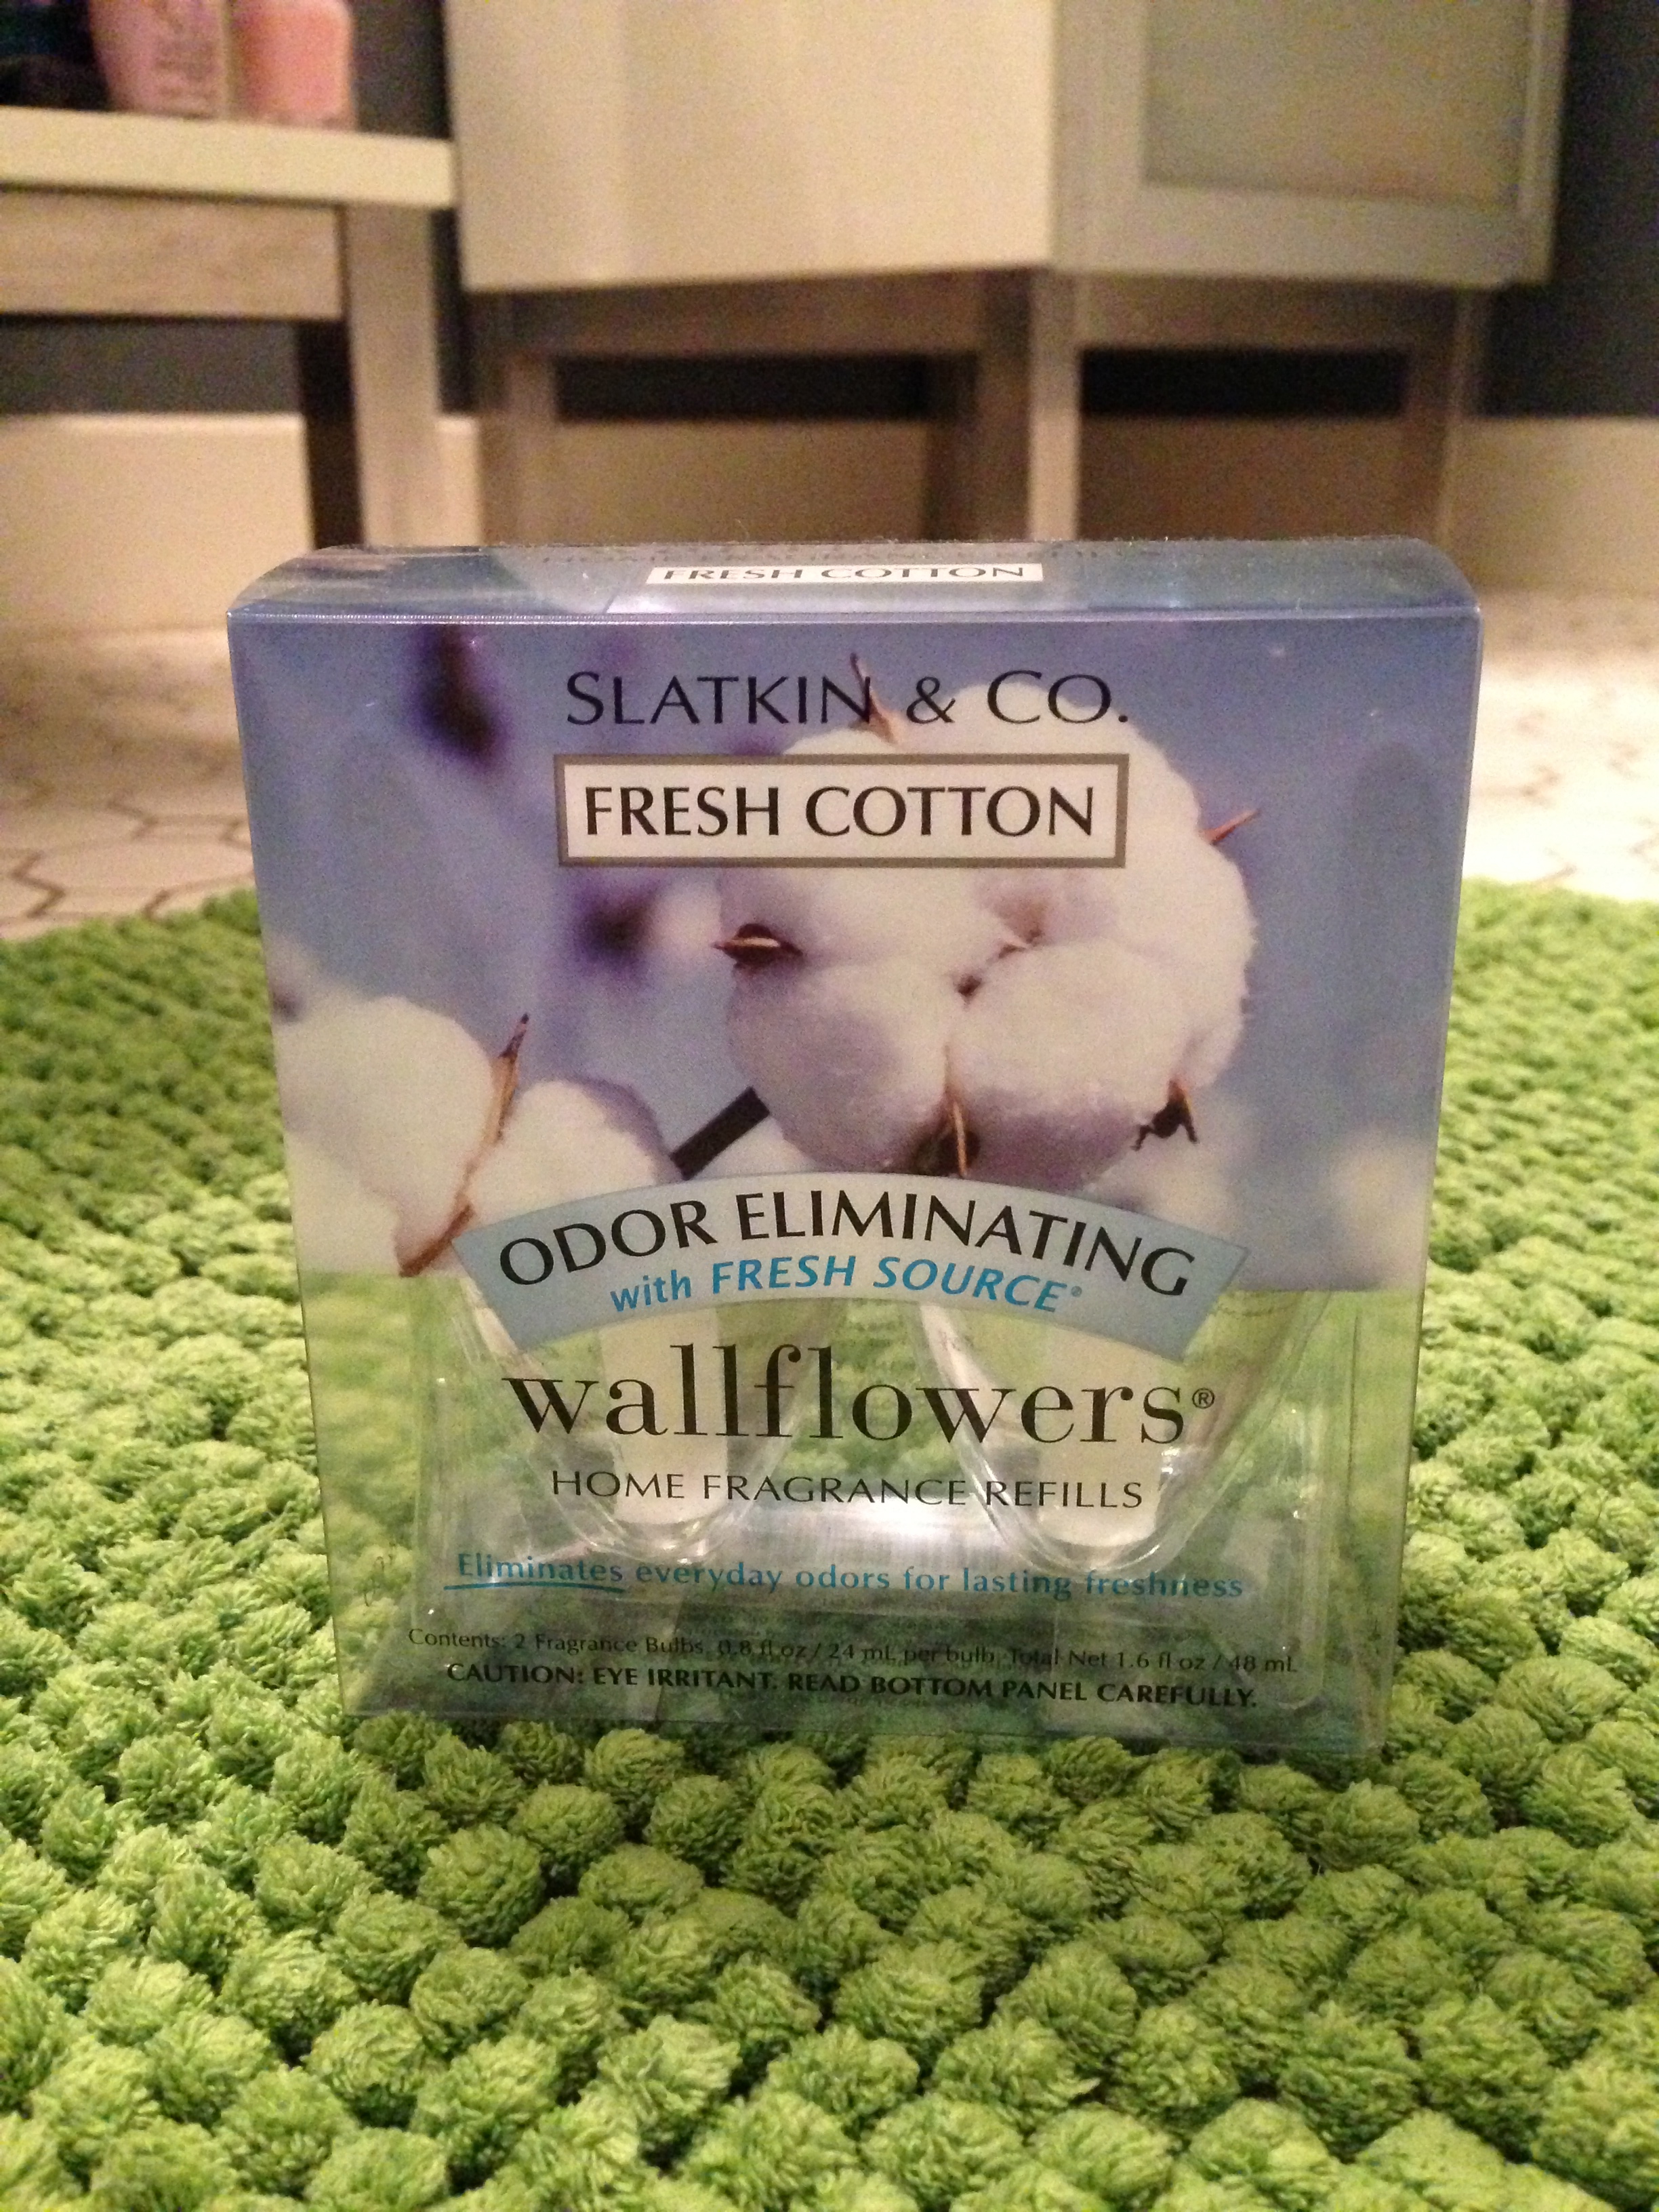 FRESH COTTON
SLATKIN & CO.
FRESH COTTON
ODOR ELIMINATING
with FRESH SOURCE®
wallflowers®
HOME FRAGRANCE REFILLS
Eliminates everyday odors for lasting freshness
Contents: 2 Fragrance Bulbs, 0.8 fl oz / 24 mL per bulb, Total Net 1.6 fl oz / 48 mL
CAUTION: EYE IRRITANT. READ BOTTOM PANEL CAREFULLY.